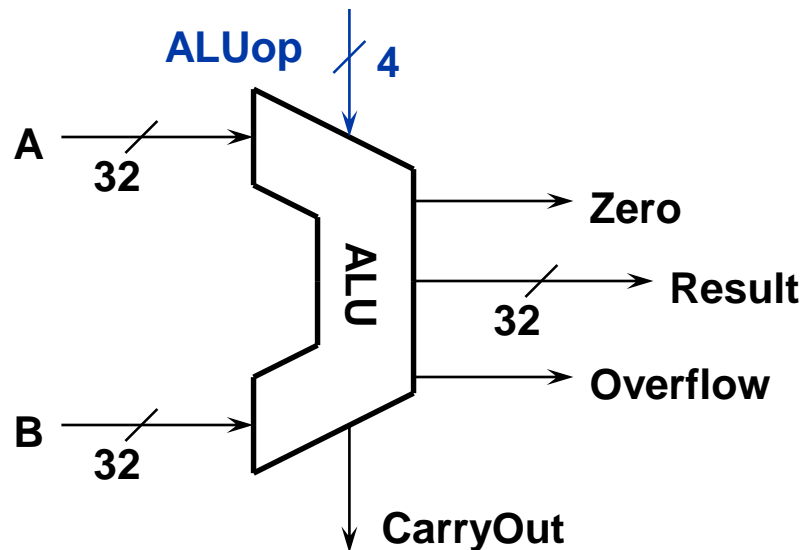 ALUop
4
A
32
Zero
ALU
Result
32
Overflow
B
32
CarryOut